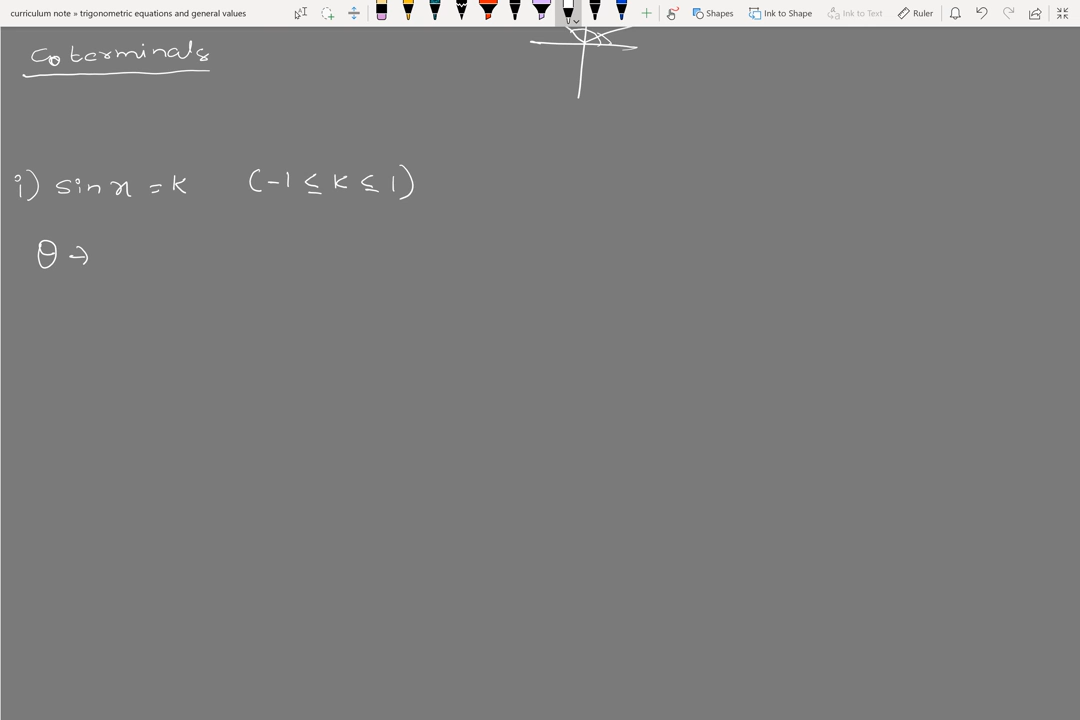 curriculum note » trigonometric equations and general values
Shapes Ink to Shape Ink to Text Ruler
Coterminals
i) sin x = k (-1 ≤ k ≤ 1)
θ →